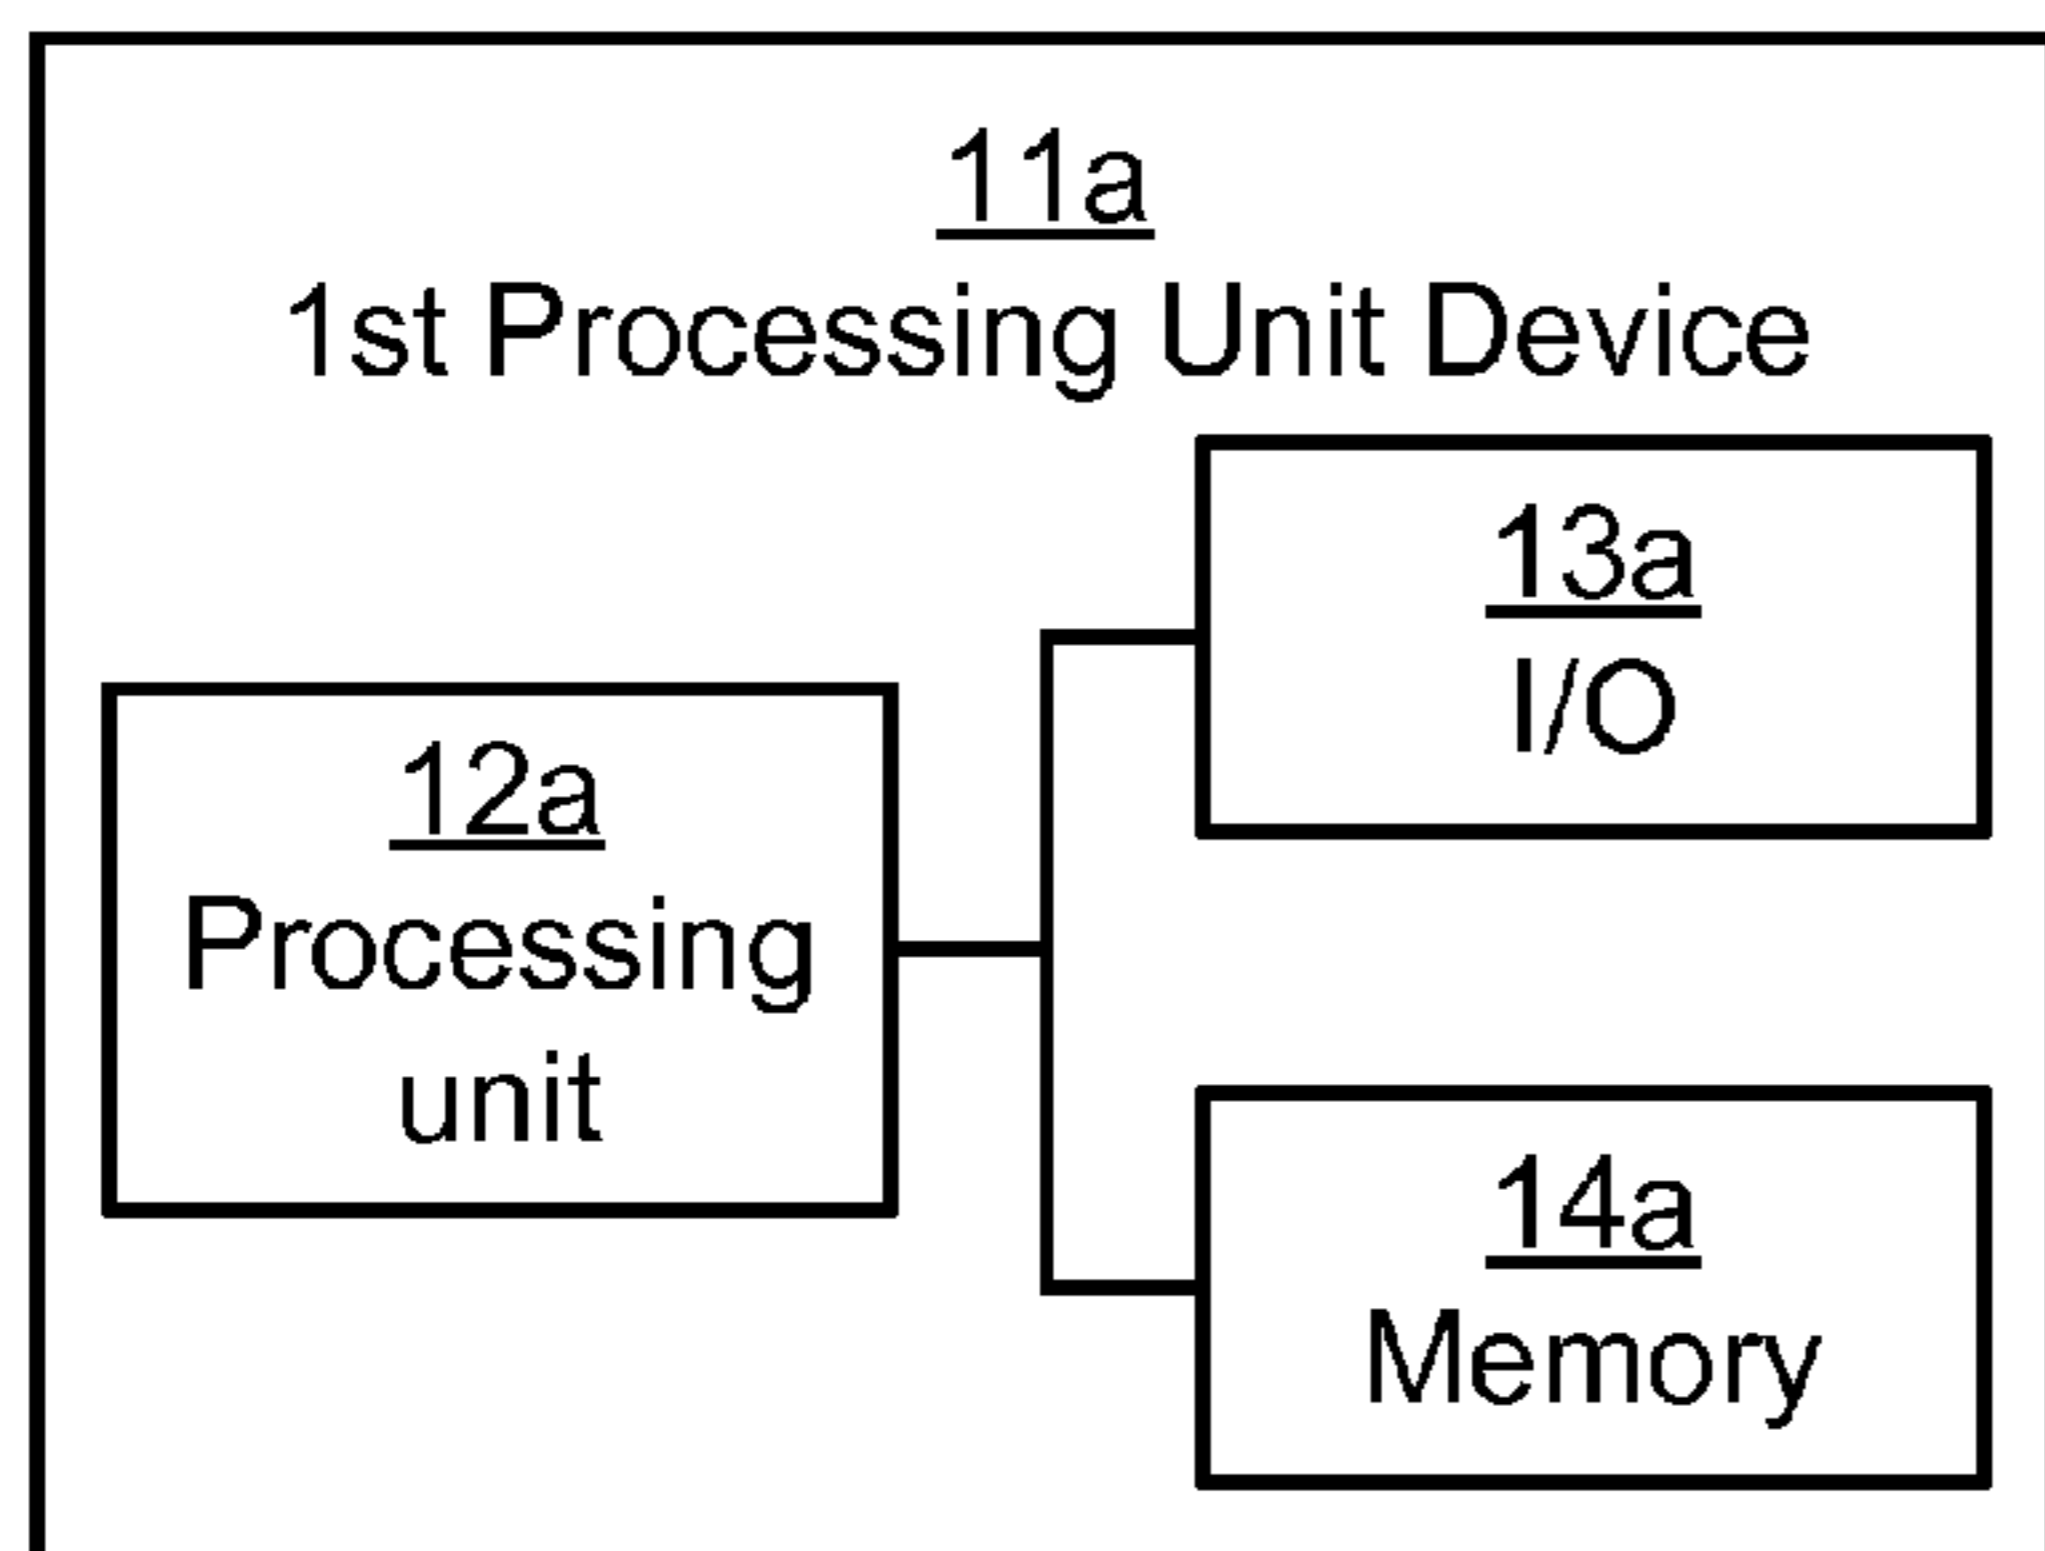 11a
1st Processing Unit Device
13a
I/O
12a
Processing
unit
14a
Memory